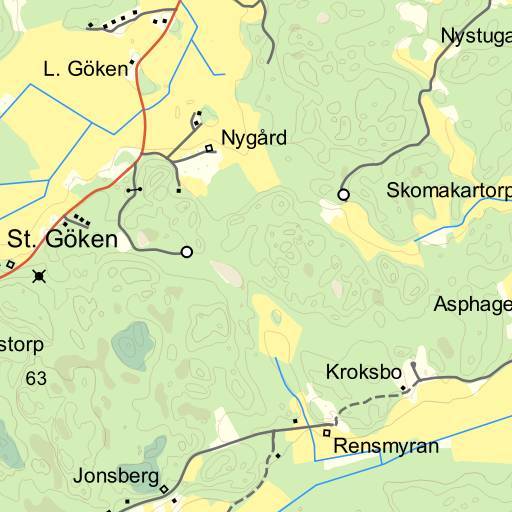 Nystuga
L. Göken
Nygård
Skomakartorp
St. Göken
Asphage
storp
63
Kroksbo
Rensmyran
Jonsberg